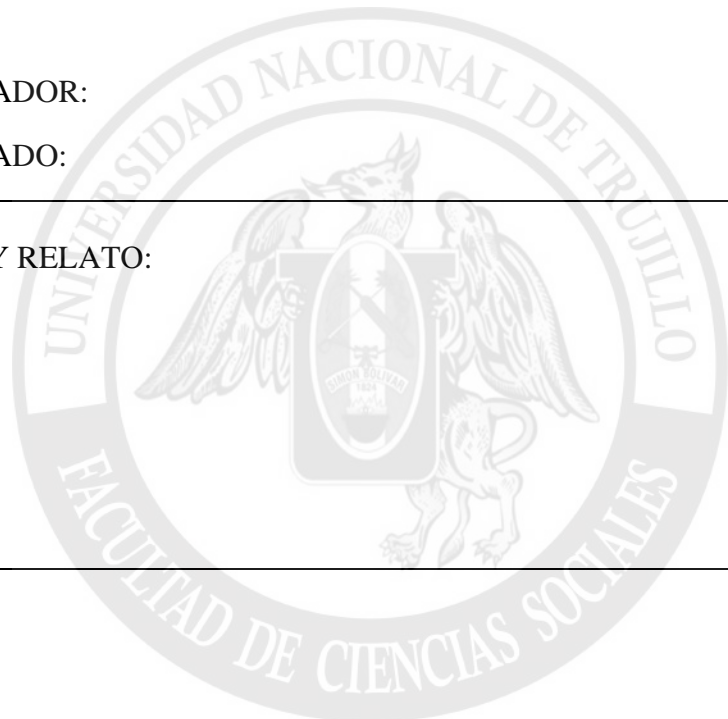 UNIVERSIDAD NACIONAL DE TRUJILLO
ADOR:
ADO:
Y RELATO:
SIMON BOLIVAR
1824
FACULTAD DE CIENCIAS SOCIALES